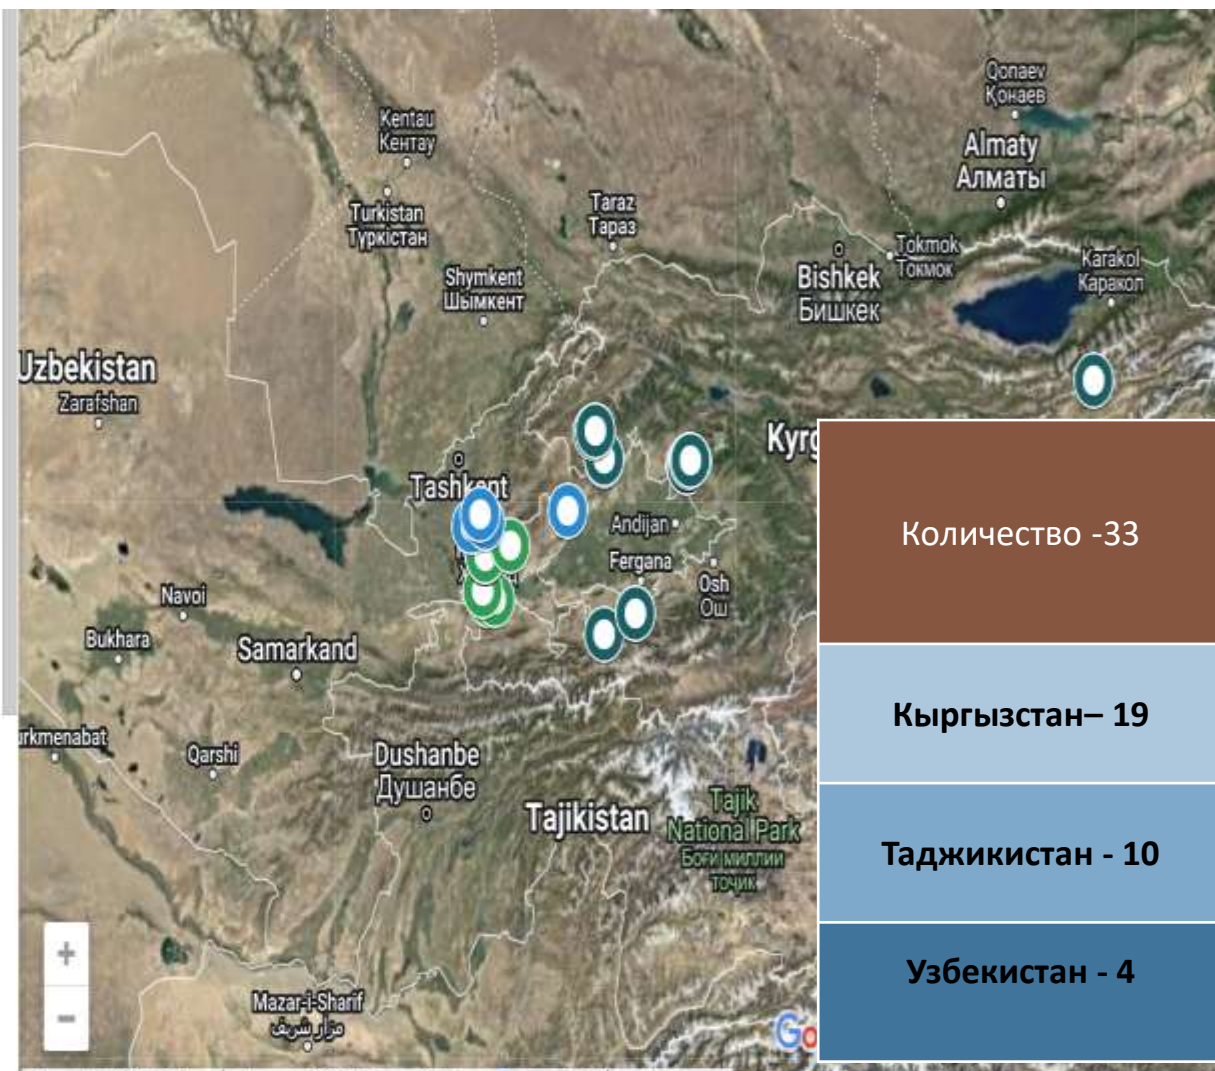 Qonaev
Қонаев
Kentau
Кентау
Almaty
Алматы
Taraz
Тараз
Turkistan
Түркістан
Tokmok
Токмок
Bishkek
Бишкек
Karakol
Каракол
Shymkent
Шымкент
Uzbekistan
Zarafshan
Kyrg
Tashkent
Andijan
Fergana
Osh
Ош
Navoi
Bukhara
Samarkand
urkmenabat
Qarshi
Dushanbe
Душанбе
Tajikistan
Tajik
National Park
Боғи миллии
тоҷик
Mazar-i-Sharif
مزار شریف
+
−
Go
Количество -33
Кыргызстан– 19
Таджикистан - 10
Узбекистан - 4